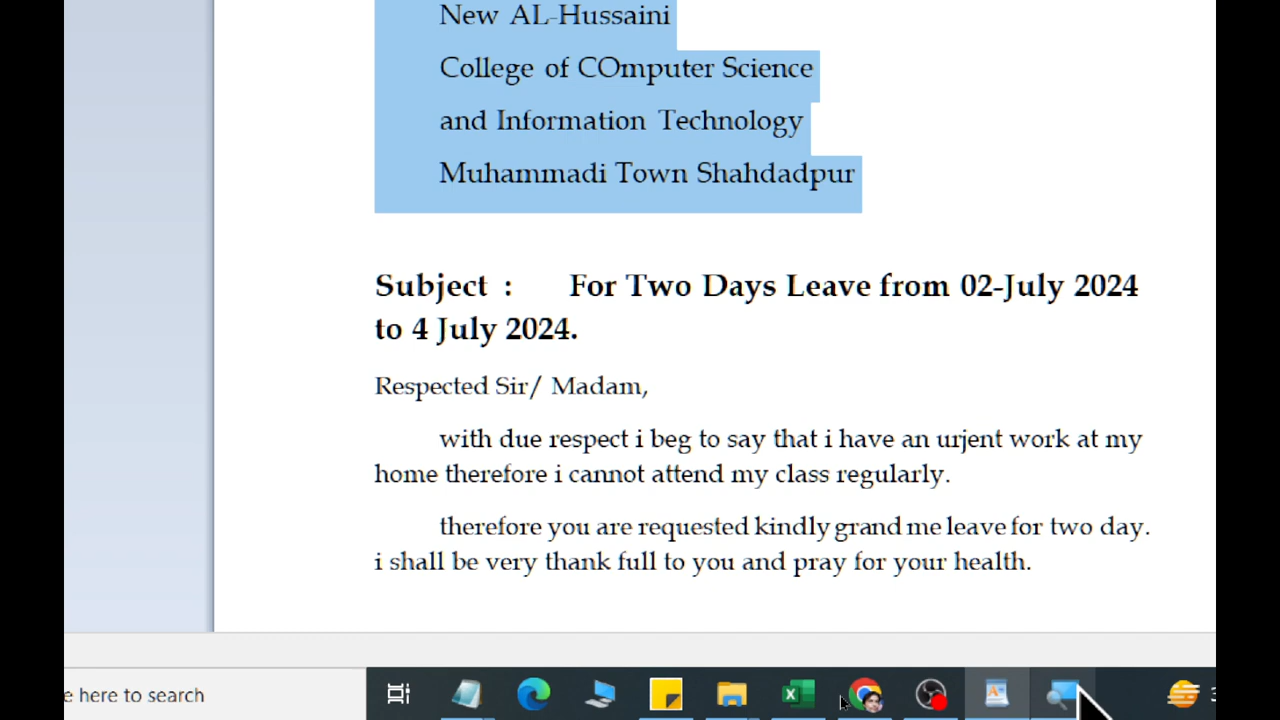 New AL-Hussaini
College of COmputer Science
and Information Technology
Muhammadi Town Shahdadpur
Subject : For Two Days Leave from 02-July 2024
to 4 July 2024.
Respected Sir/ Madam,
with due respect i beg to say that i have an urjent work at my
home therefore i cannot attend my class regularly.
therefore you are requested kindly grand me leave for two day.
i shall be very thank full to you and pray for your health.
e here to search